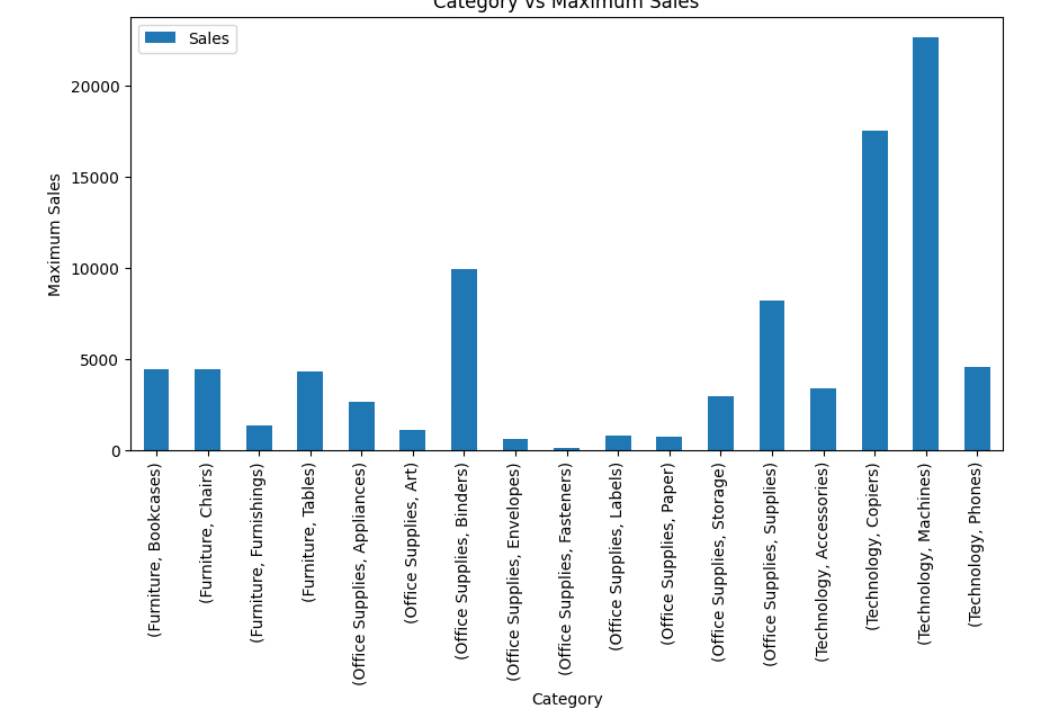 Category vs Maximum Sales
Sales
Maximum Sales
20000
15000
10000
5000
0
(Furniture, Bookcases)
(Furniture, Chairs)
(Furniture, Furnishings)
(Furniture, Tables)
(Office Supplies, Appliances)
(Office Supplies, Art)
(Office Supplies, Binders)
(Office Supplies, Envelopes)
(Office Supplies, Fasteners)
(Office Supplies, Labels)
(Office Supplies, Paper)
(Office Supplies, Storage)
(Office Supplies, Supplies)
(Technology, Accessories)
(Technology, Copiers)
(Technology, Machines)
(Technology, Phones)
Category